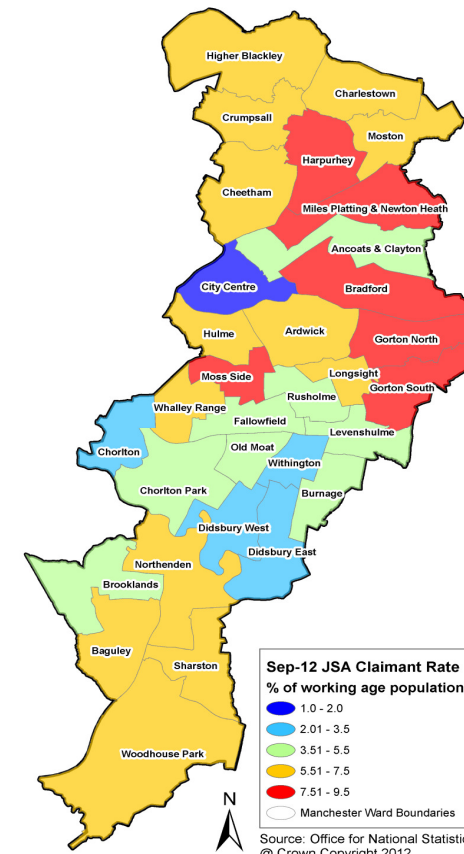 Higher Blackley
Charlestown
Crumpsall
Moston
Harpurhey
Cheetham
Miles Platting & Newton Heath
Ancoats & Clayton
City Centre
Bradford
Hulme
Ardwick
Gorton North
Moss Side
Longsight
Gorton South
Rusholme
Whalley Range
Fallowfield
Levenshulme
Chorlton
Old Moat
Withington
Chorlton Park
Burnage
Didsbury West
Didsbury East
Northenden
Brooklands
Baguley
Sharston
Woodhouse Park
N
Sep-12 JSA Claimant Rate
% of working age population
1.0 - 2.0
2.01 - 3.5
3.51 - 5.5
5.51 - 7.5
7.51 - 9.5
Manchester Ward Boundaries
Source: Office for National Statistic
@ Crown Copyright 2012